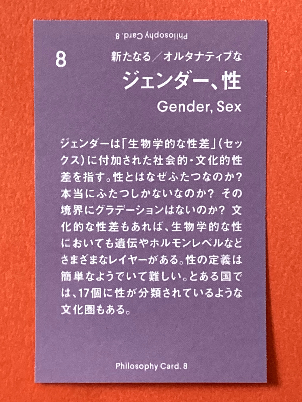 Philosophy Card. 8
8
新たなる／オルタナティブな
ジェンダー、性
Gender, Sex
ジェンダーは「生物学的な性差」（セッ
クス）に付加された社会的・文化的性
差を指す。性とはなぜふたつなのか？
本当にふたつしかないのか？ その
境界にグラデーションはないのか？ 文
化的な性差もあれば、生物学的な性
においても遺伝やホルモンレベルなど
さまざまなレイヤーがある。性の定義は
簡単なようでいて難しい。とある国で
は、17個に性が分類されているような
文化圏もある。
Philosophy Card. 8